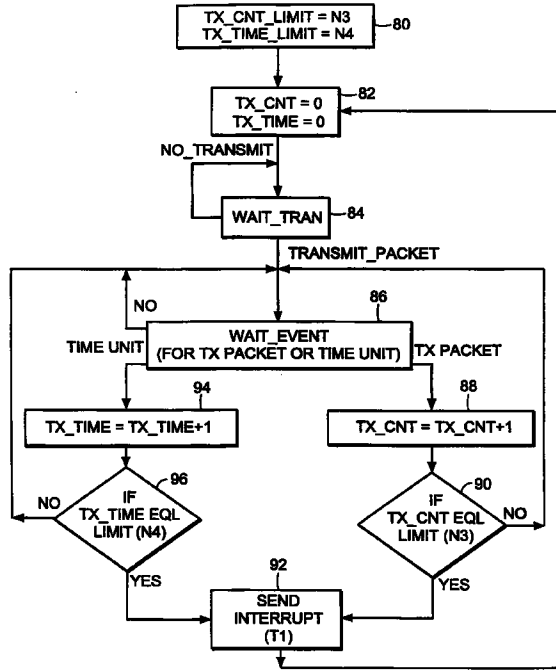 TX_CNT_LIMIT = N3
TX_TIME_LIMIT = N4
80
82
TX_CNT = 0
TX_TIME = 0
NO_TRANSMIT
WAIT_TRAN
84
TRANSMIT_PACKET
NO
86
WAIT_EVENT
(FOR TX PACKET OR TIME UNIT)
TIME UNIT
TX PACKET
94
TX_TIME = TX_TIME+1
88
TX_CNT = TX_CNT+1
96
IF
TX_TIME EQL
LIMIT (N4)
NO
YES
90
IF
TX_CNT EQL
LIMIT (N3)
NO
YES
92
SEND
INTERRUPT
(T1)